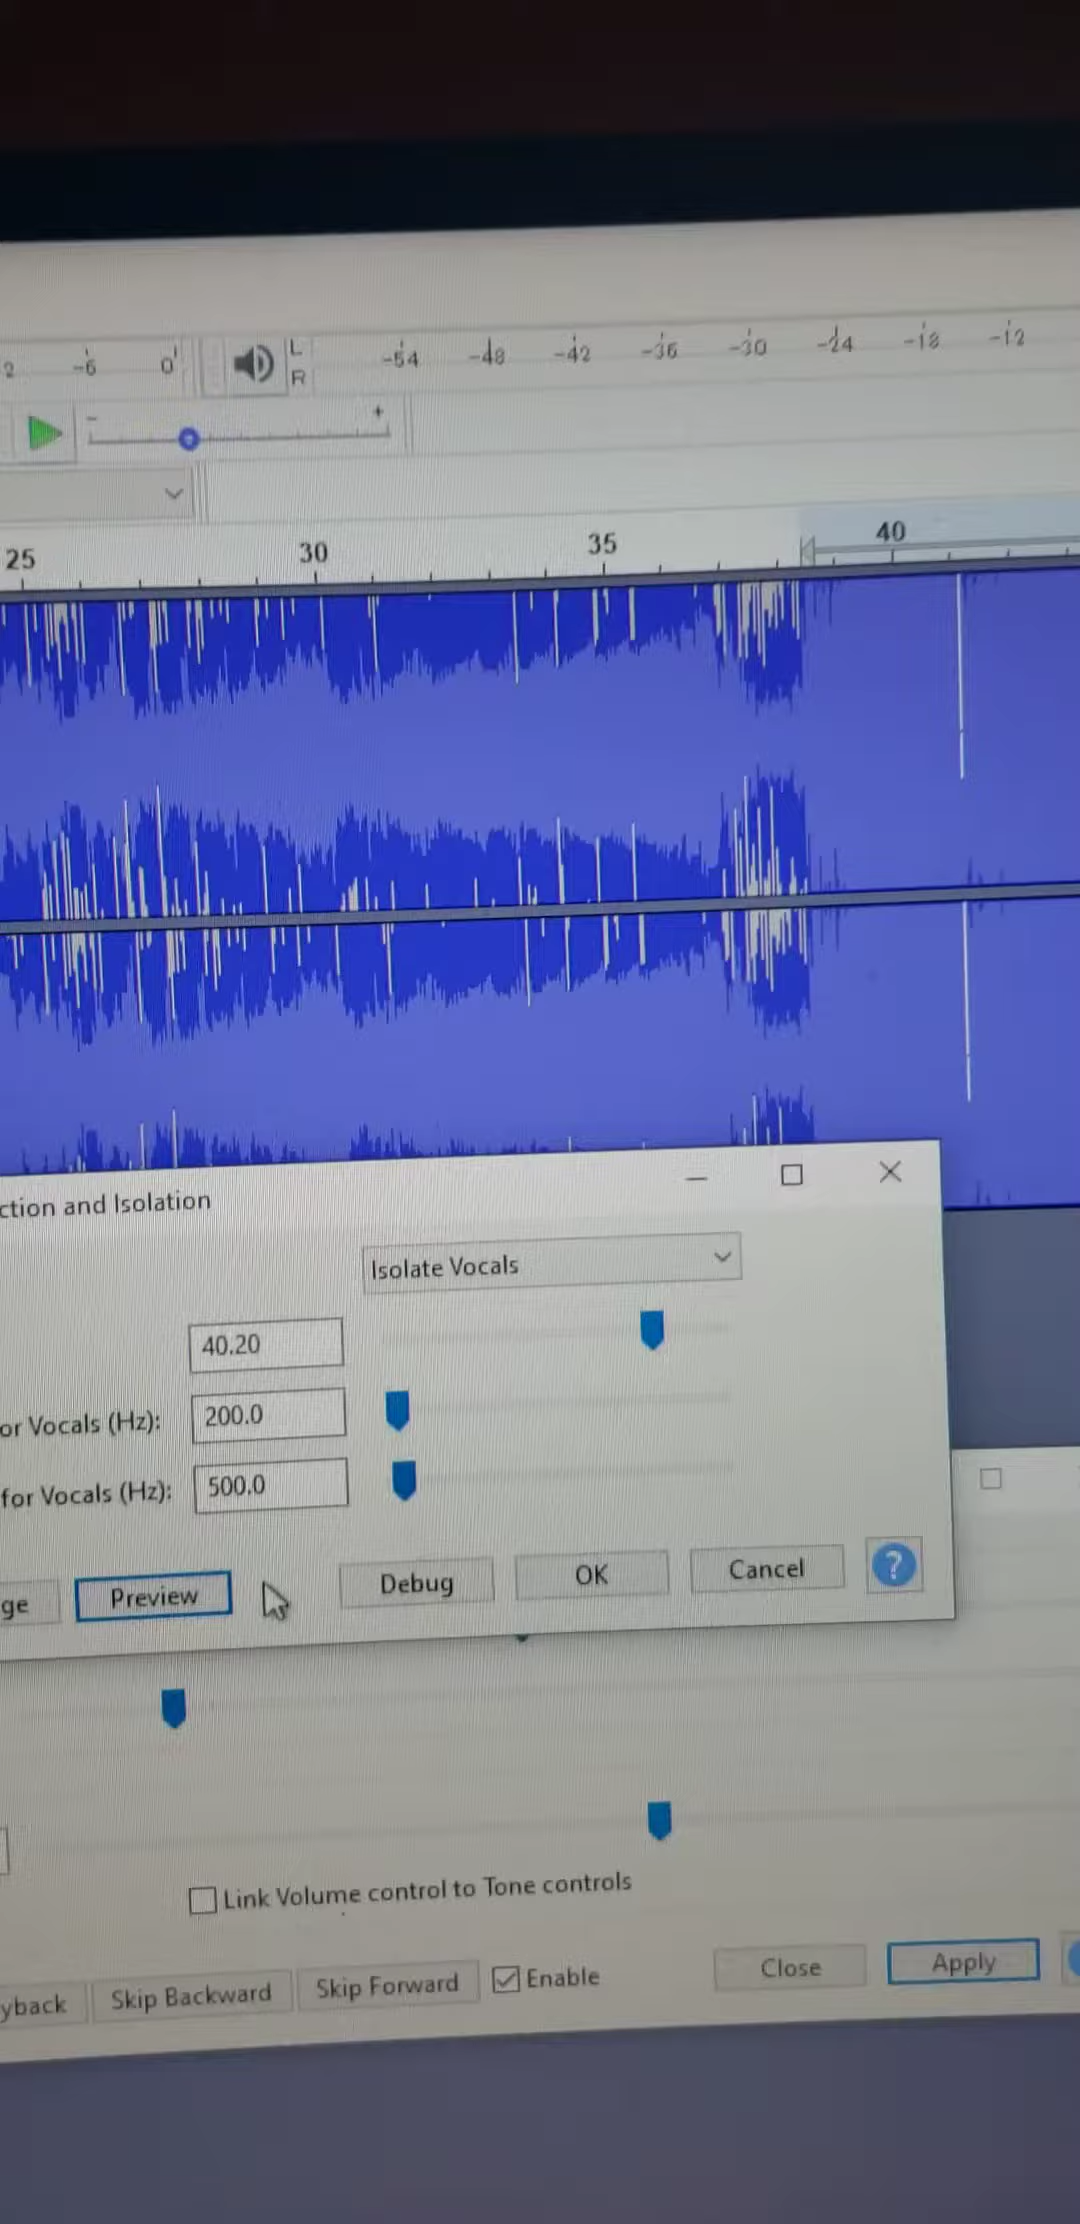 2 -6 0 L R -54 -48 -42 -36 -30 -24 -18 -12
- +
25 30 35 40
ction and Isolation
Isolate Vocals
40.20
or Vocals (Hz): 200.0
for Vocals (Hz): 500.0
ge Preview Debug OK Cancel ?
Link Volume control to Tone controls
yback Skip Backward Skip Forward Enable Close Apply